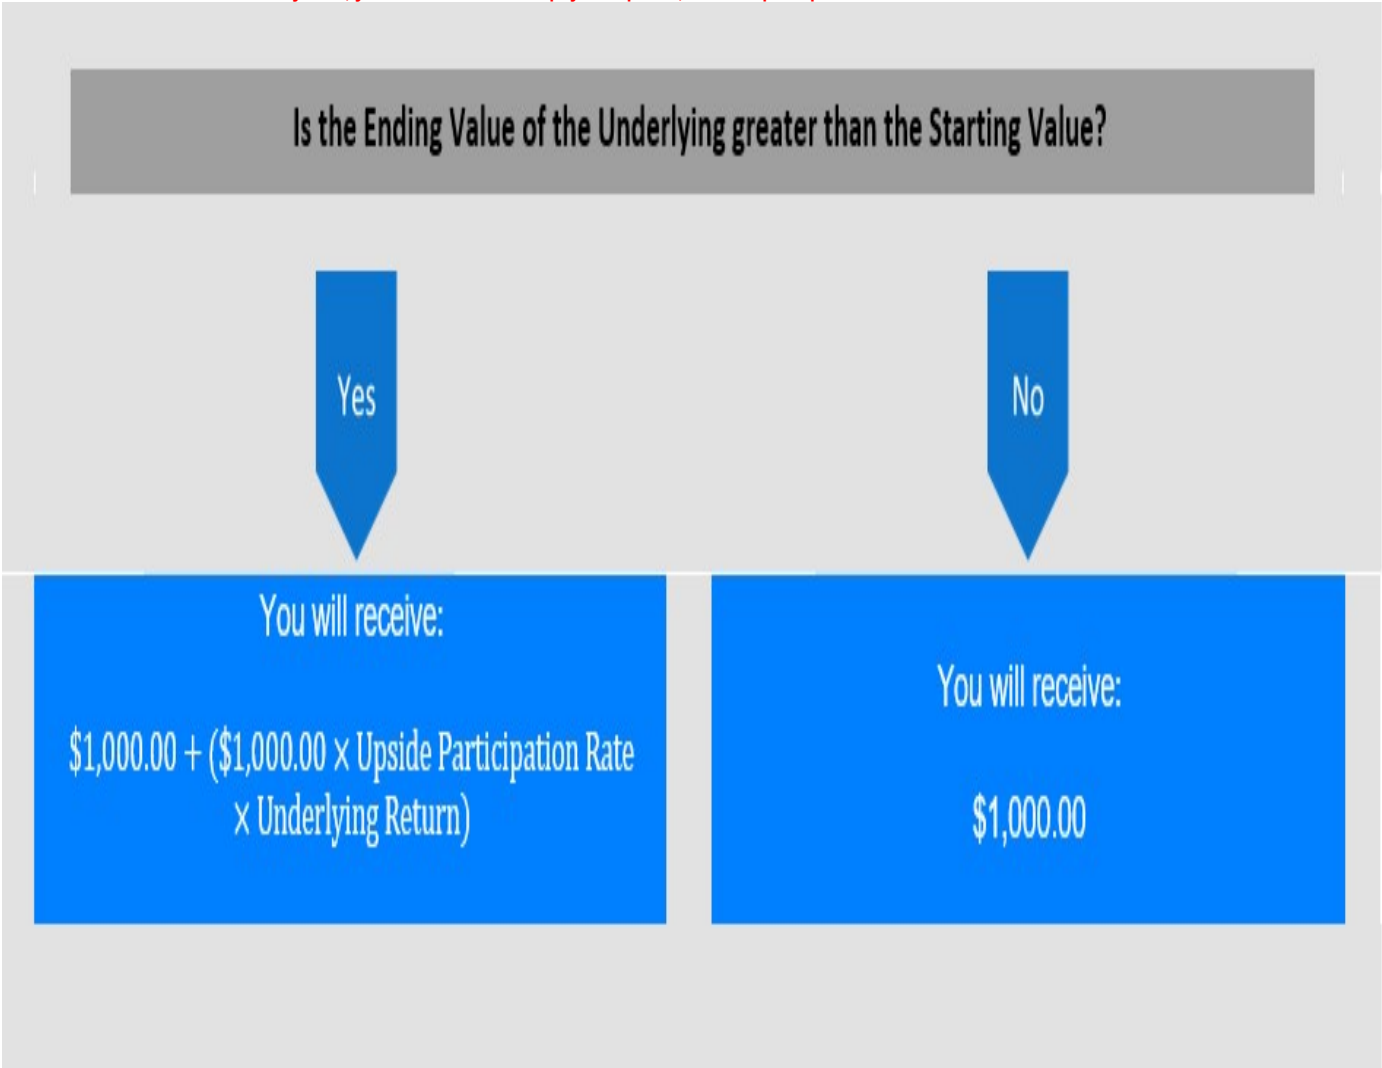 Is the Ending Value of the Underlying greater than the Starting Value?
Yes
No
You will receive:
$1,000.00 + ($1,000.00 × Upside Participation Rate
× Underlying Return)
You will receive:
$1,000.00